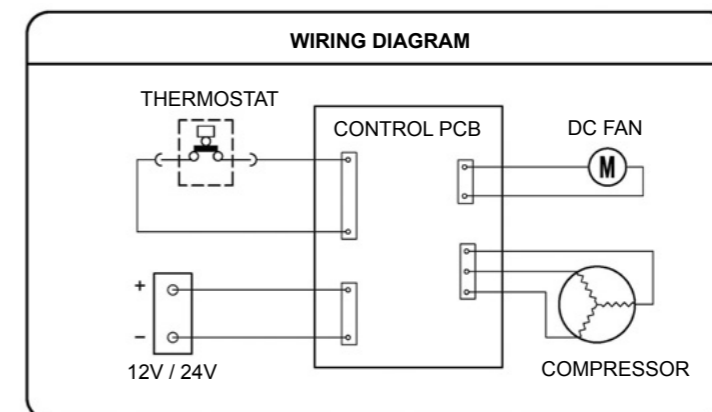 WIRING DIAGRAM
THERMOSTAT
CONTROL PCB
DC FAN
M
+
−
12V / 24V
COMPRESSOR